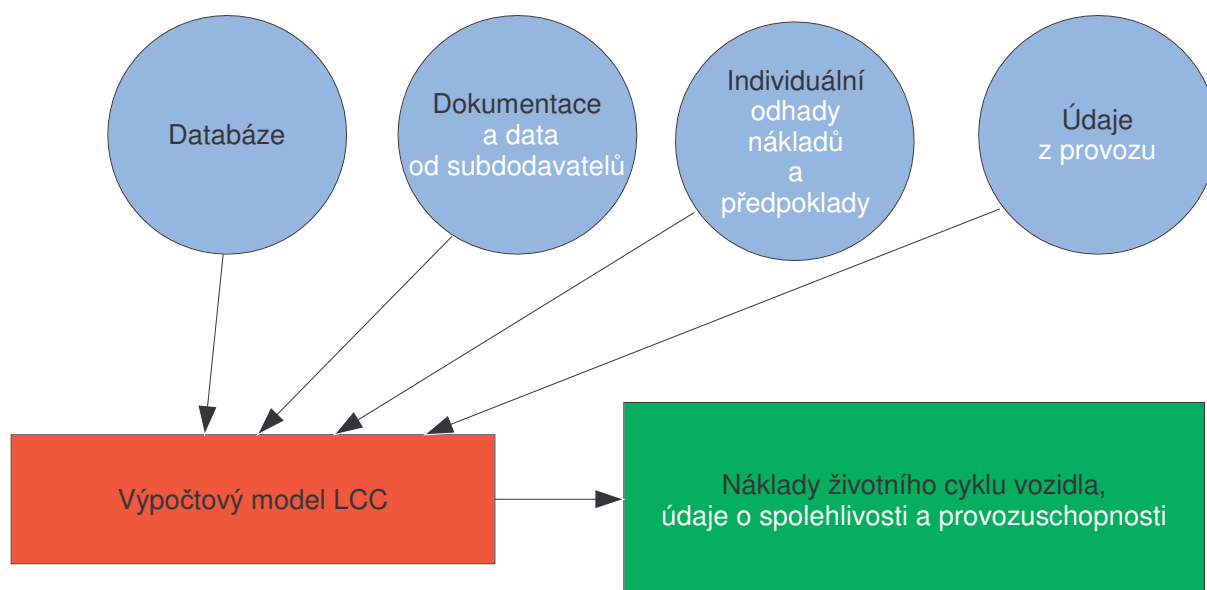 Databáze
Dokumentace
a data
od subdodavatelů
Individuální
odhady
nákladů
a
předpoklady
Údaje
z provozu
Výpočtový model LCC
Náklady životního cyklu vozidla,
údaje o spolehlivosti a provozuschopnosti